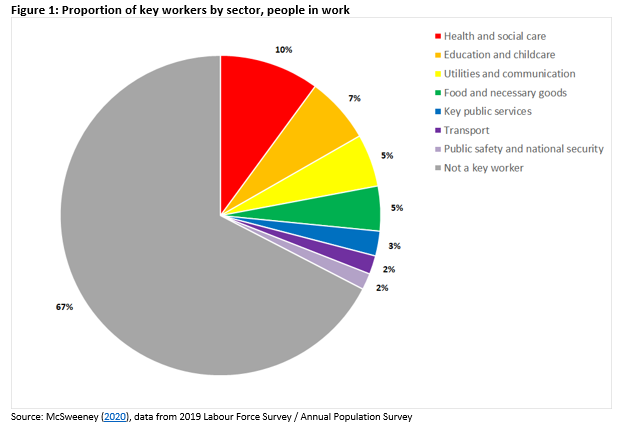 Figure 1: Proportion of key workers by sector, people in work
10%
7%
5%
5%
3%
2%
2%
67%
Health and social care
Education and childcare
Utilities and communication
Food and necessary goods
Key public services
Transport
Public safety and national security
Not a key worker
Source: McSweeney (2020), data from 2019 Labour Force Survey / Annual Population Survey